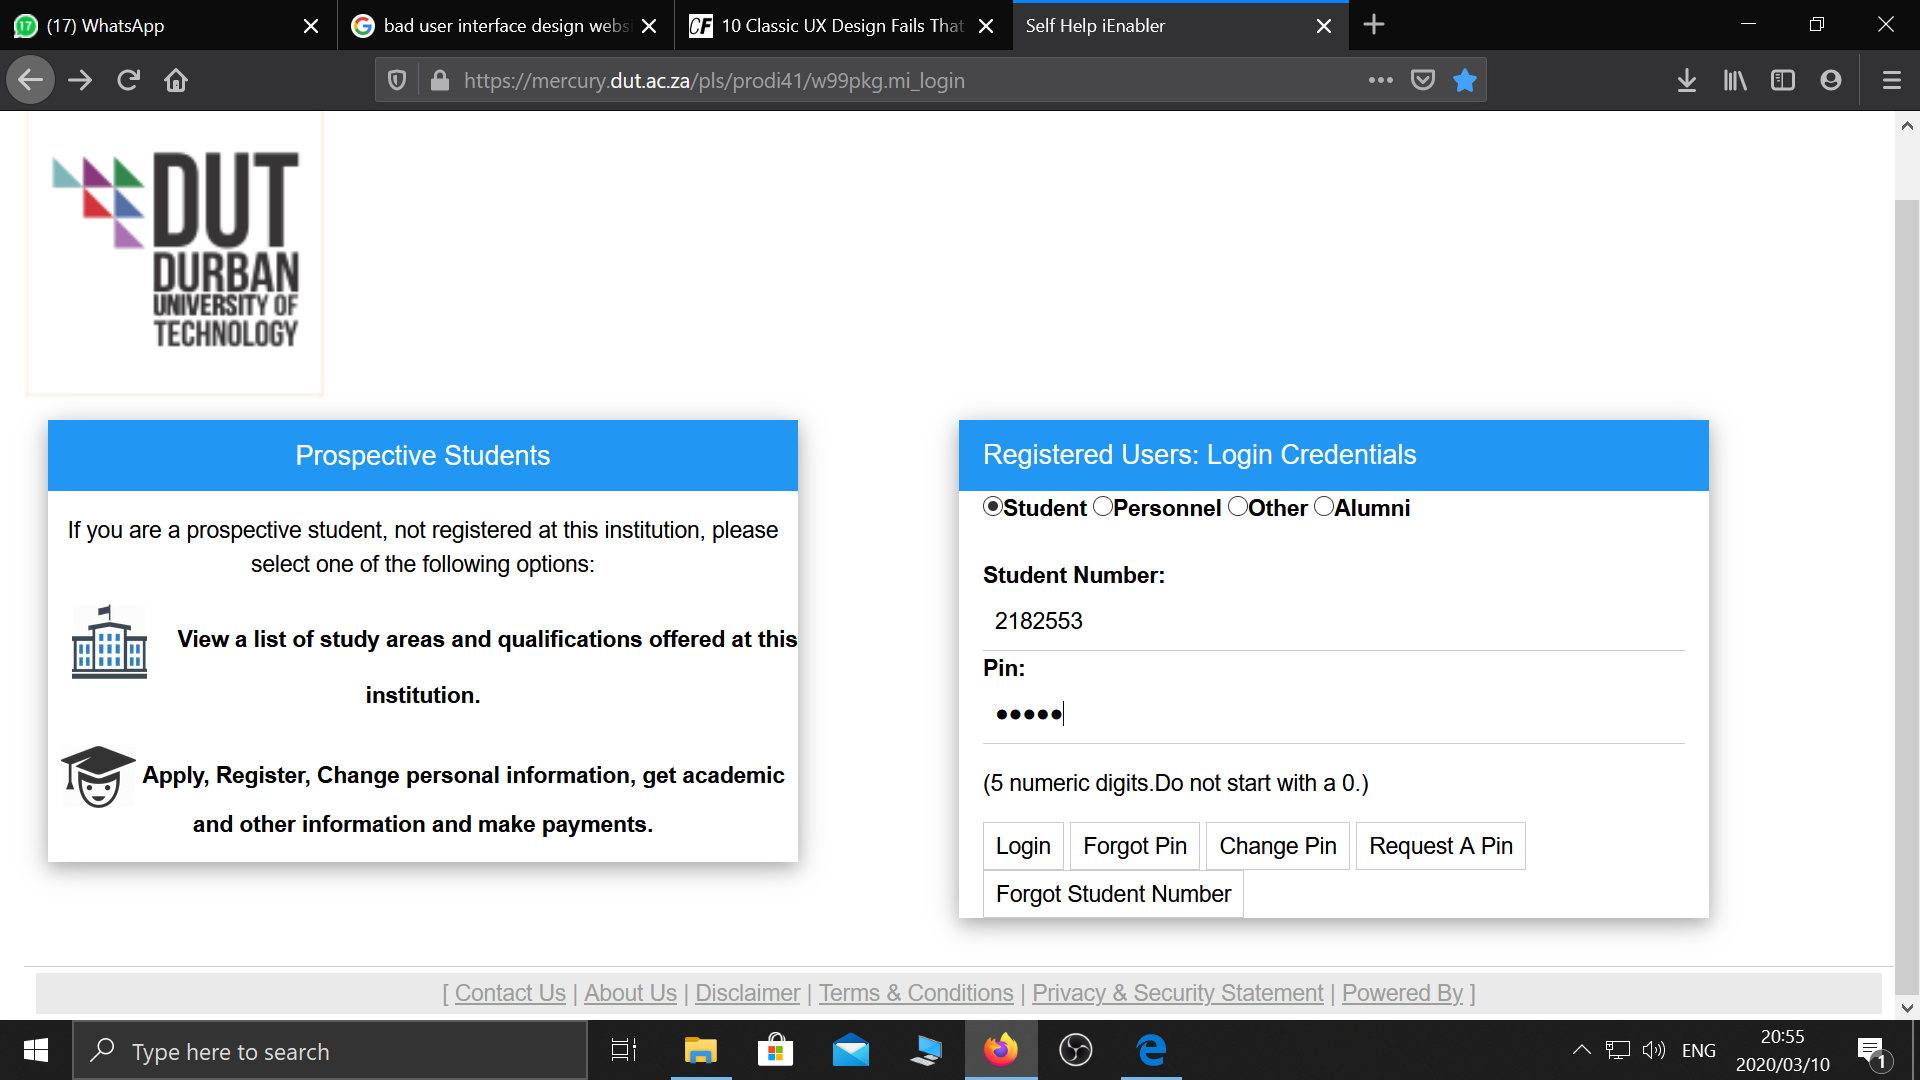 (17) WhatsApp
bad user interface design webs
10 Classic UX Design Fails That
Self Help iEnabler
https://mercury.dut.ac.za/pls/prodi41/w99pkg.mi_login
DUT
DURBAN
UNIVERSITY OF
TECHNOLOGY
Prospective Students
If you are a prospective student, not registered at this institution, please
select one of the following options:
View a list of study areas and qualifications offered at this
institution.
Apply, Register, Change personal information, get academic
and other information and make payments.
Registered Users: Login Credentials
Student Personnel Other Alumni
Student Number:
2182553
Pin:
●●●●●
(5 numeric digits.Do not start with a 0.)
Login Forgot Pin Change Pin Request A Pin
Forgot Student Number
[ Contact Us | About Us | Disclaimer | Terms & Conditions | Privacy & Security Statement | Powered By ]
Type here to search
ENG
20:55
2020/03/10
1